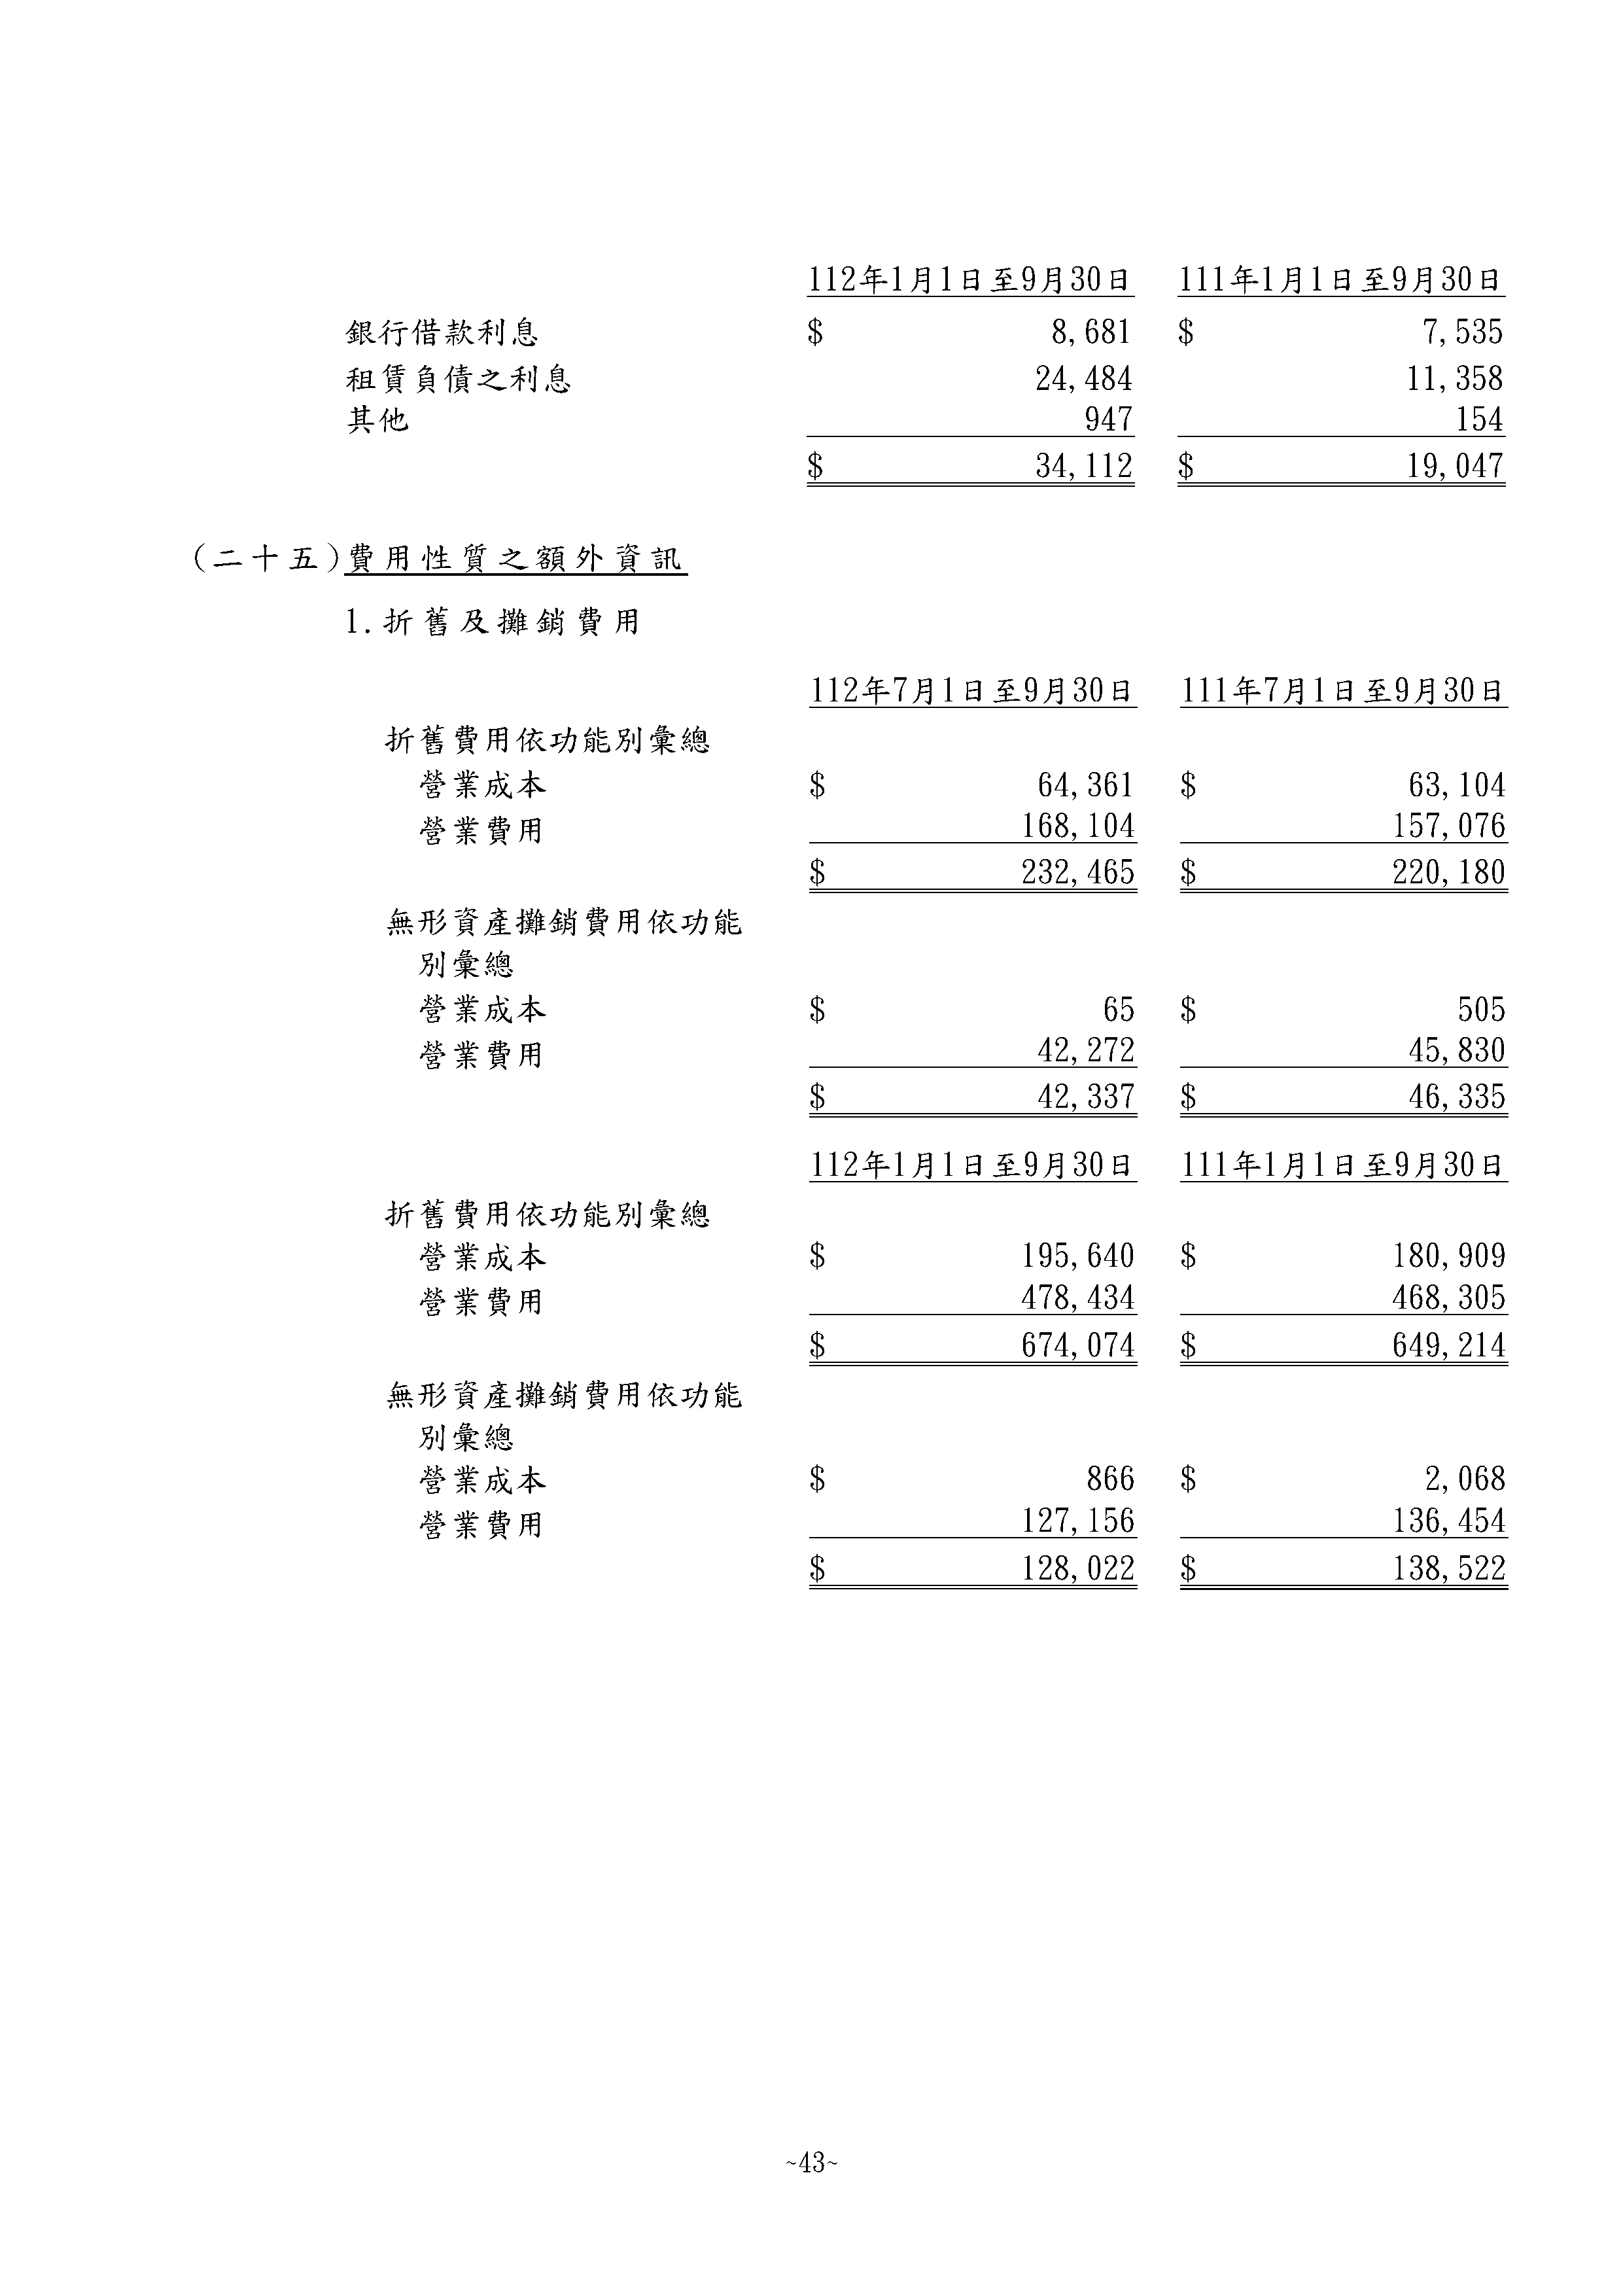 112年1月1日至9月30日 111年1月1日至9月30日
銀行借款利息 $ 8,681 $ 7,535
租賃負債之利息 24,484 11,358
其他 947 154
$ 34,112 $ 19,047
(二十五)費用性質之額外資訊
1.折舊及攤銷費用
112年7月1日至9月30日 111年7月1日至9月30日
折舊費用依功能別彙總
營業成本 $ 64,361 $ 63,104
營業費用 168,104 157,076
$ 232,465 $ 220,180
無形資產攤銷費用依功能
別彙總
營業成本 $ 65 $ 505
營業費用 42,272 45,830
$ 42,337 $ 46,335
112年1月1日至9月30日 111年1月1日至9月30日
折舊費用依功能別彙總
營業成本 $ 195,640 $ 180,909
營業費用 478,434 468,305
$ 674,074 $ 649,214
無形資產攤銷費用依功能
別彙總
營業成本 $ 866 $ 2,068
營業費用 127,156 136,454
$ 128,022 $ 138,522
~43~